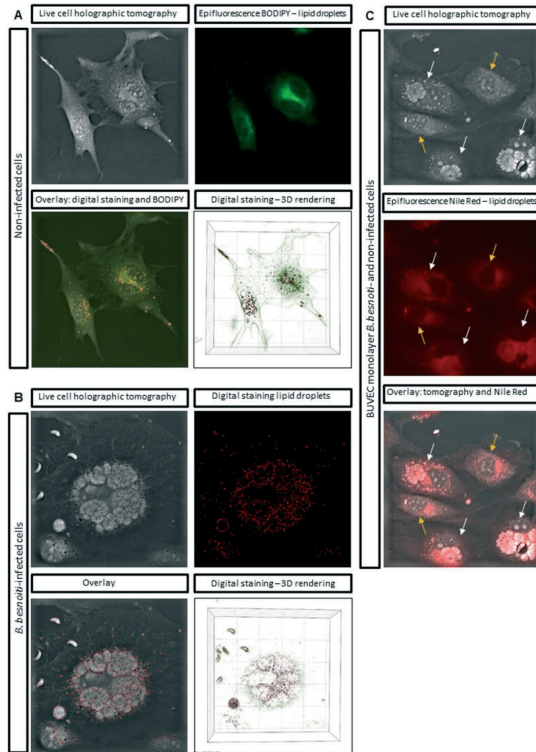 A
Live cell holographic tomography
Epifluorescence BODIPY – lipid droplets
Non-infected cells
Overlay: digital staining and BODIPY
Digital staining – 3D rendering
B
Live cell holographic tomography
Digital staining lipid droplets
B. besnoiti-infected cells
Overlay
Digital staining – 3D rendering
C
Live cell holographic tomography
BUVEC monolayer B. besnoti- and non-infected cells
Epifluorescence Nile Red – lipid droplets
Overlay: tomography and Nile Red